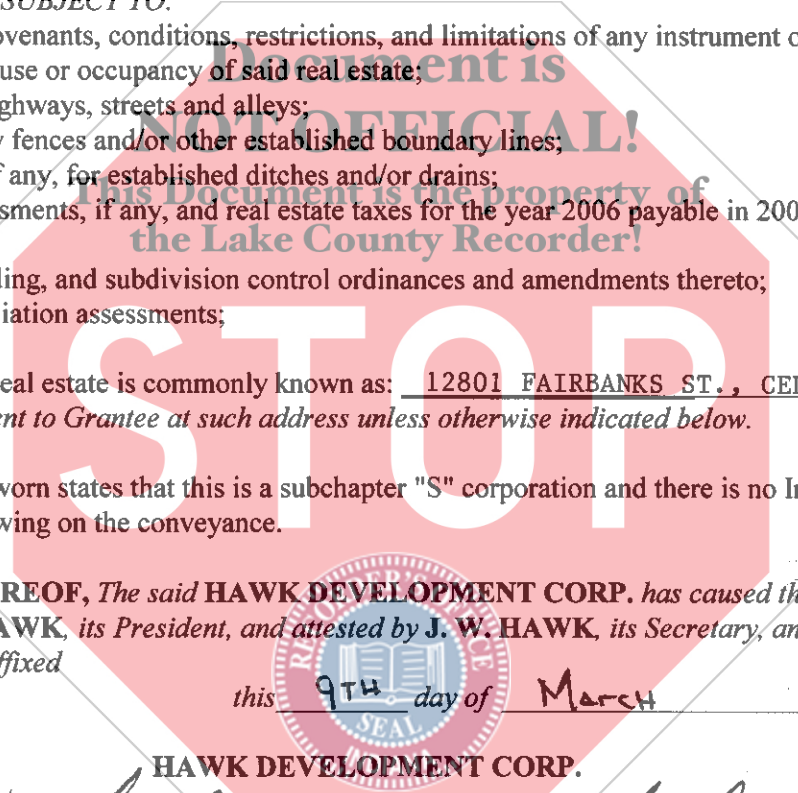 SUBJECT TO:
ovenants, conditions, restrictions, and limitations of any instrument o
use or occupancy of said real estate;
Document is
ghways, streets and alleys;
NOT OFFICIAL!
y fences and/or other established boundary lines;
f any, for established ditches and/or drains;
This Document is the property of
sments, if any, and real estate taxes for the year 2006 payable in 200
the Lake County Recorder!
ling, and subdivision control ordinances and amendments thereto;
iation assessments;
STOP
eal estate is commonly known as: 12801 FAIRBANKS ST., CE
nt to Grantee at such address unless otherwise indicated below.
worn states that this is a subchapter "S" corporation and there is no In
wing on the conveyance.
REOF, The said HAWK DEVELOPMENT CORP. has caused th
AWK, its President, and attested by J. W. HAWK, its Secretary, an
ffixed
this 9TH day of March
RECORDER'S OFFICE
SEAL
INDIANA
HAWK DEVELOPMENT CORP.